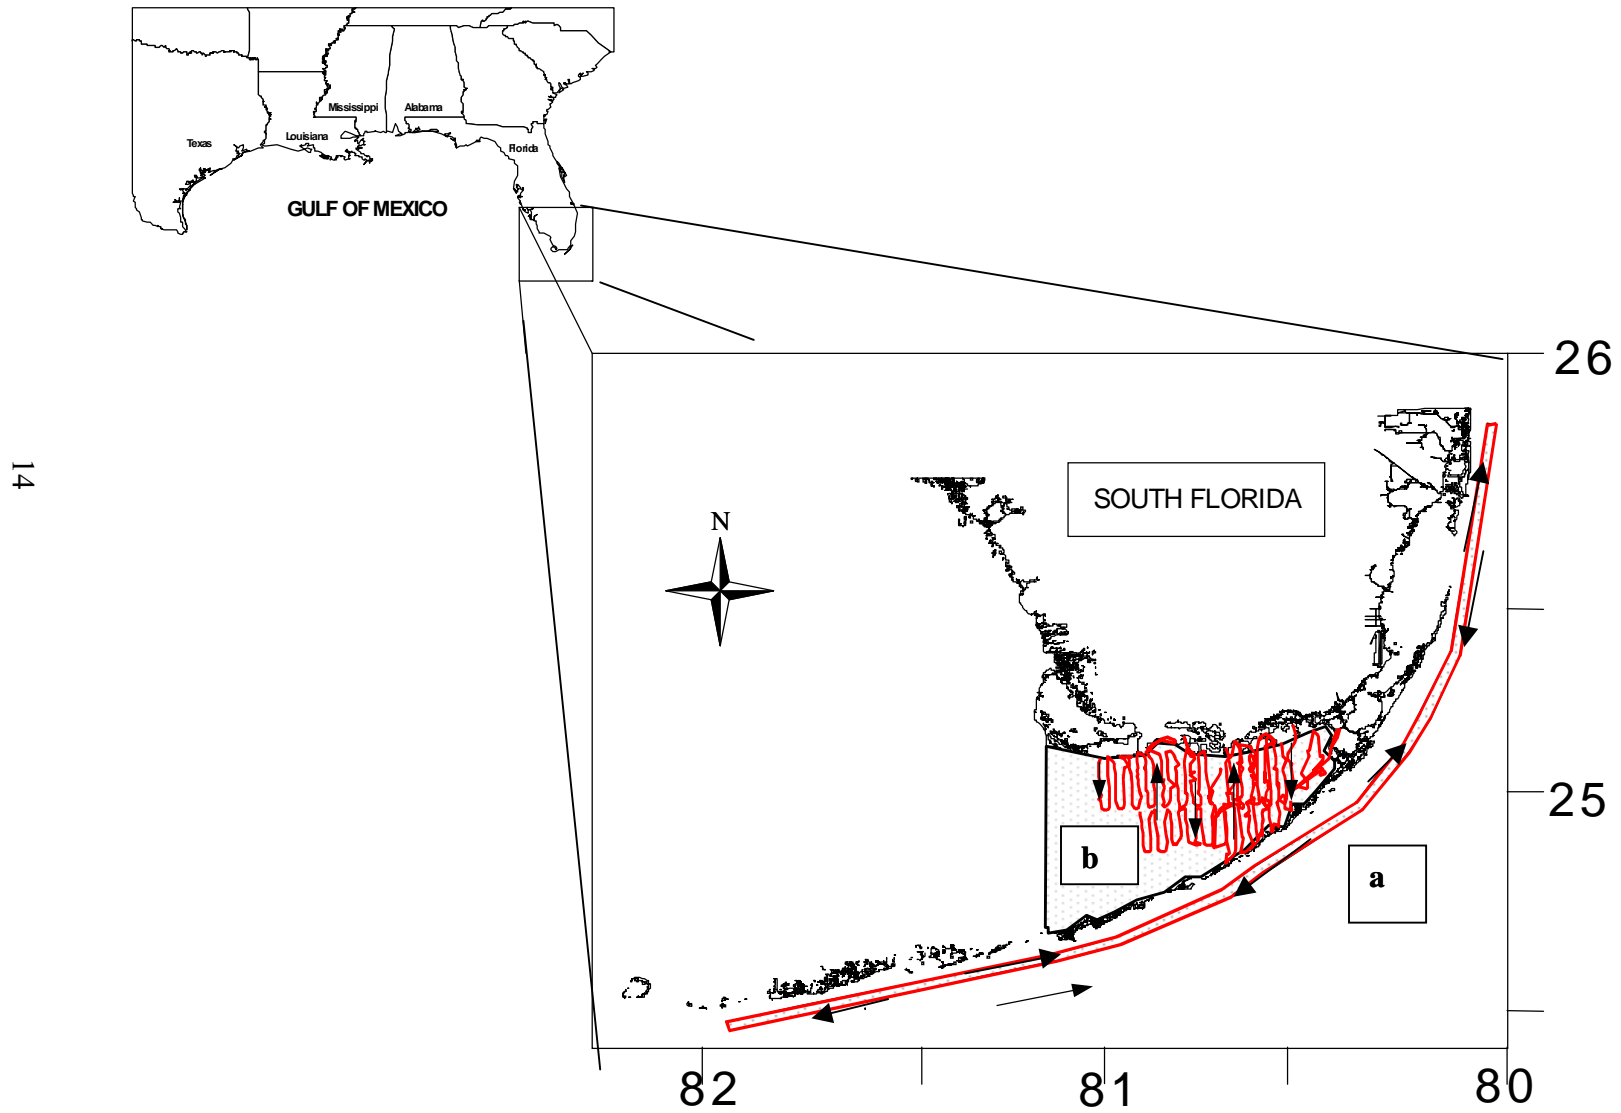 Mississippi
Alabama
Louisiana
Texas
Florida
GULF OF MEXICO
26
14
SOUTH FLORIDA
N
25
b
a
82
81
80